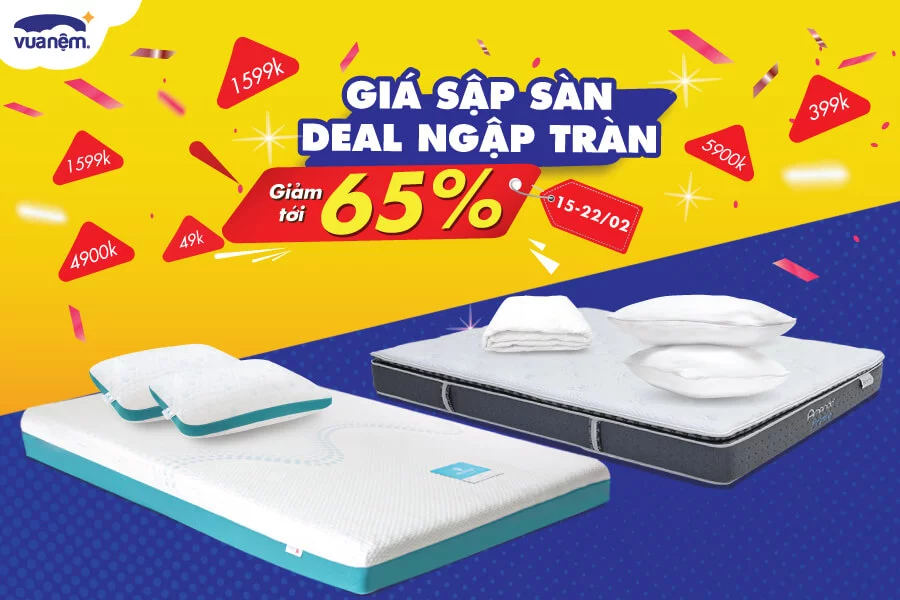 vuanệm.
1599k
GIÁ SẬP SÀN
DEAL NGẬP TRÀN
399k
5900k
1599k
Giảm
tới
65%
15-22/02
49k
4900k